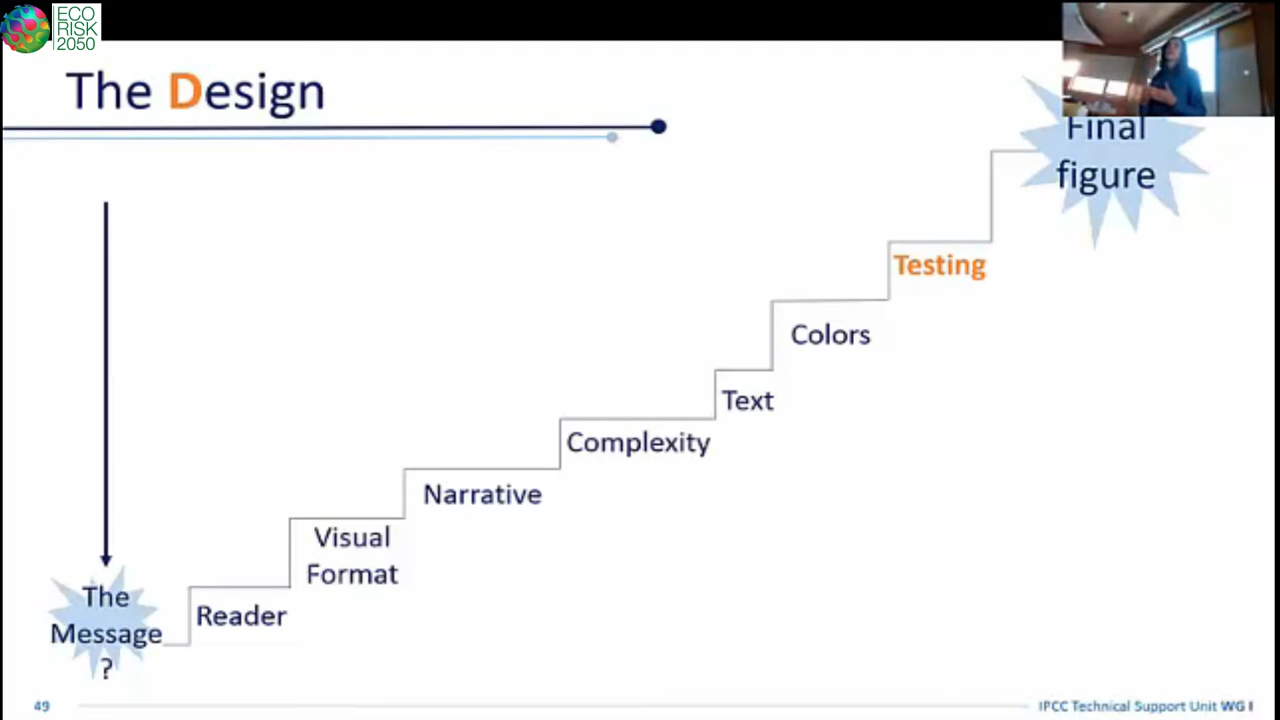 ECO
RISK
2050
The Design
Final
figure
Testing
Colors
Text
Complexity
Narrative
Visual
Format
Reader
The
Message
?
49
IPCC Technical Support Unit WG I